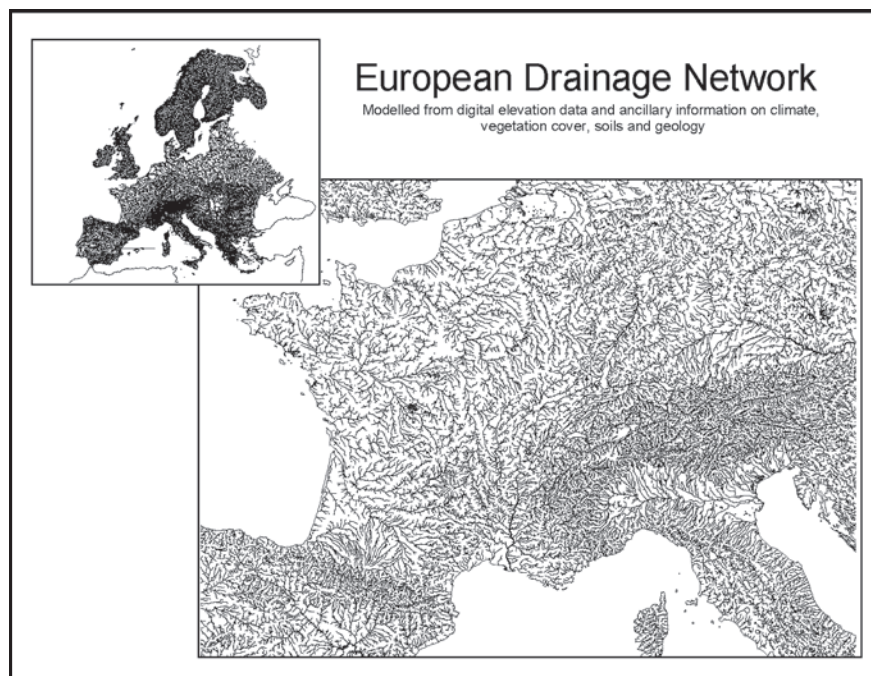 European Drainage Network
Modelled from digital elevation data and ancillary information on climate,
vegetation cover, soils and geology